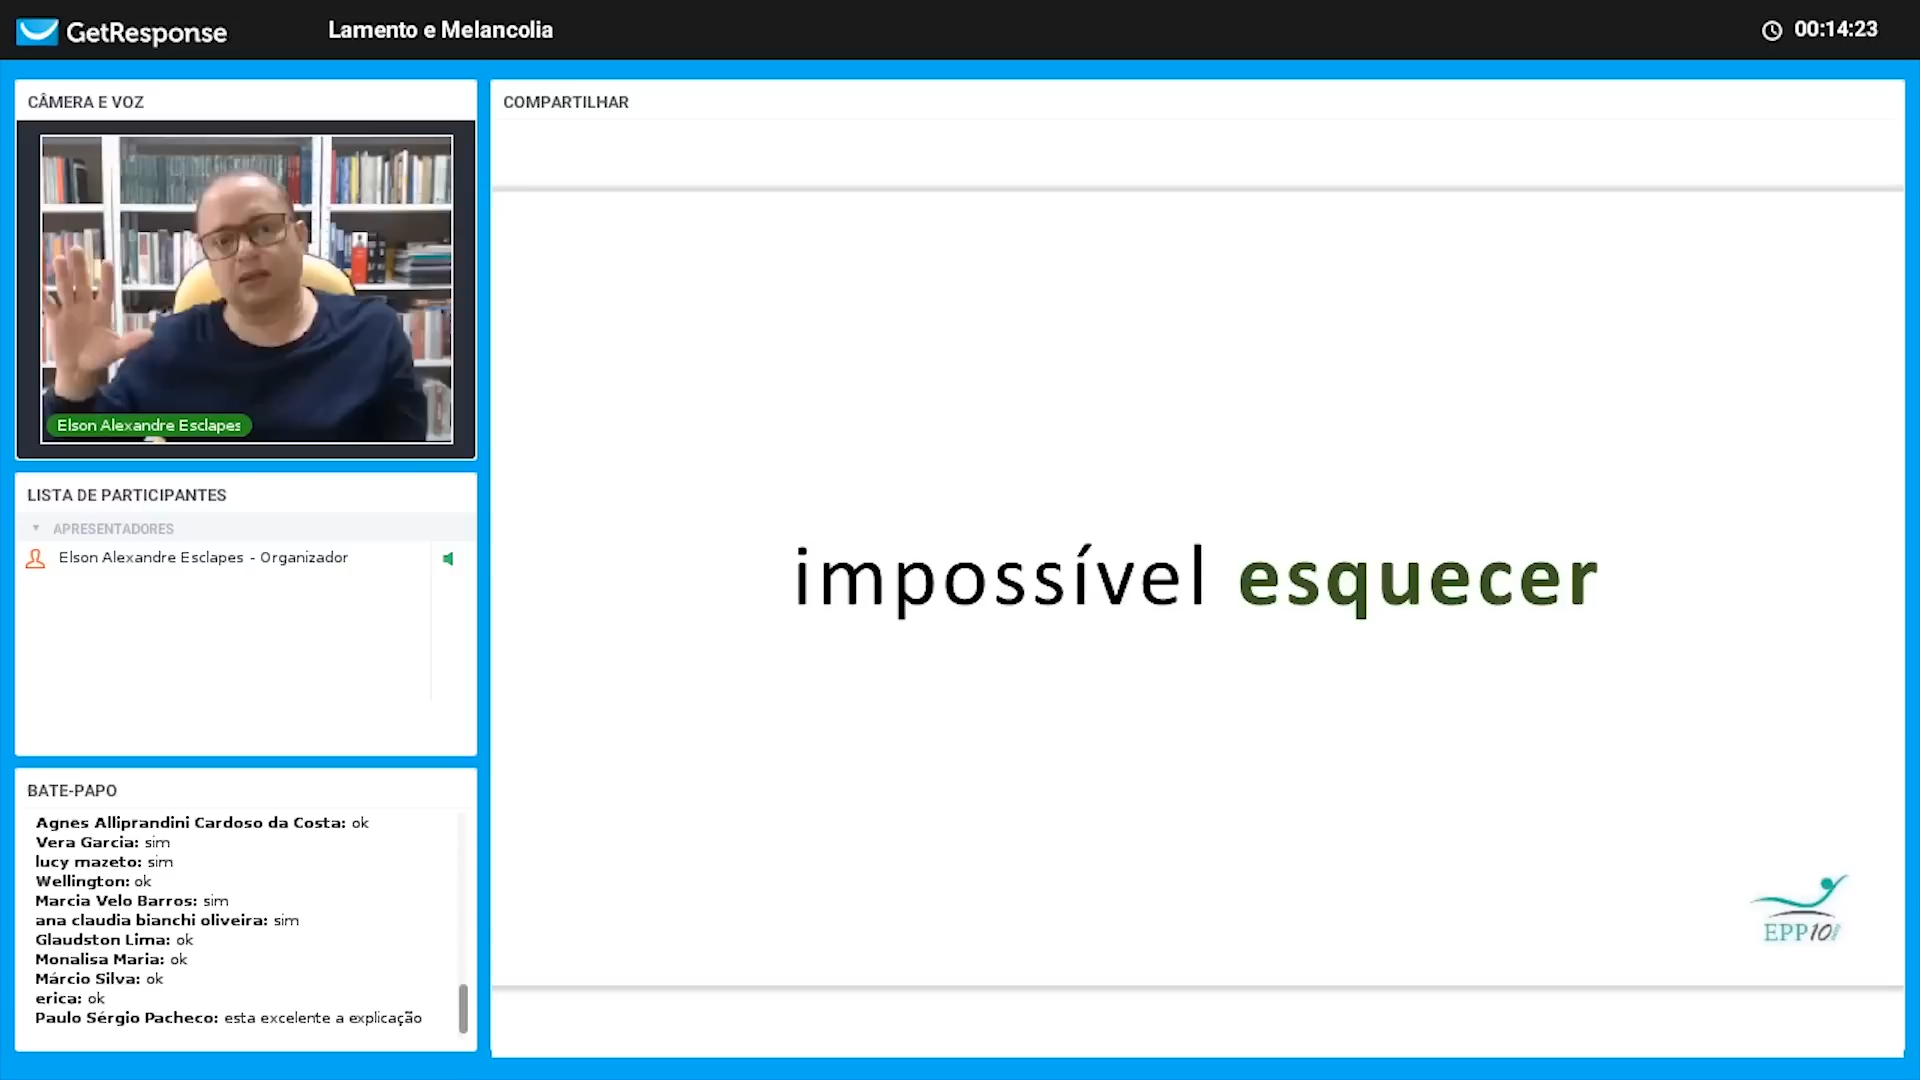 GetResponse
Lamento e Melancolia
00:14:23
CÂMERA E VOZ
Elson Alexandre Esclapes
LISTA DE PARTICIPANTES
APRESENTADORES
Elson Alexandre Esclapes - Organizador
BATE-PAPO
Agnes Alliprandini Cardoso da Costa: ok
Vera Garcia: sim
lucy mazeto: sim
Wellington: ok
Marcia Velo Barros: sim
ana claudia bianchi oliveira: sim
Glaudston Lima: ok
Monalisa Maria: ok
Márcio Silva: ok
erica: ok
Paulo Sérgio Pacheco: esta excelente a explicação
COMPARTILHAR
impossível esquecer
EPP10